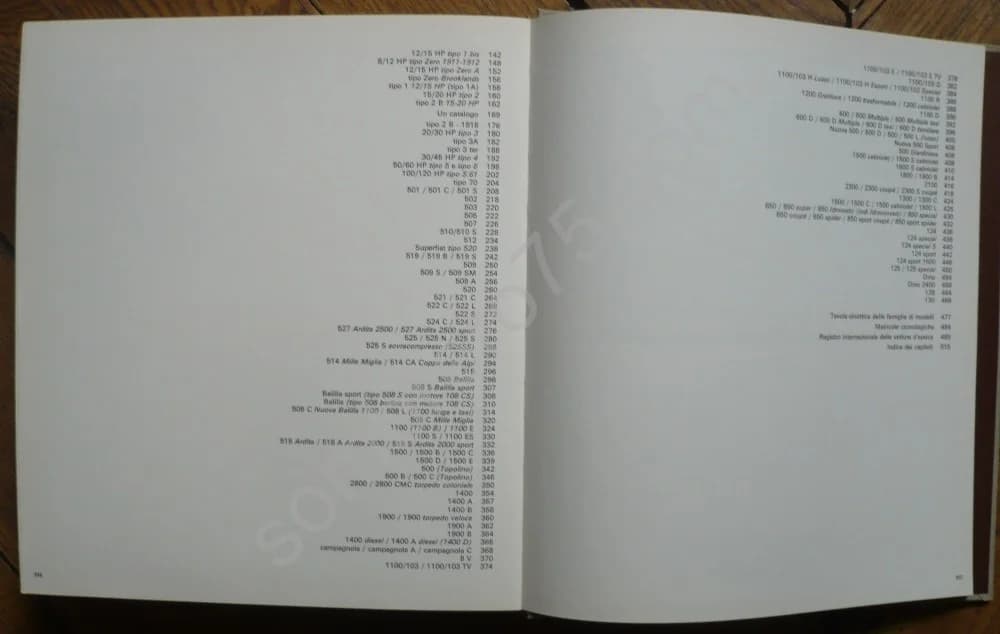 12/15 HP tipo 1 bis 142
8/12 HP tipo Zero 1911-1912 148
12/15 HP tipo Zero A 152
tipo Zero Brooklands 156
tipo 1 12/15 HP (tipo 1A) 158
15/20 HP tipo 2 160
tipo 2 B 15-20 HP 162
Un catalogo 169
tipo 2 B - 1918 176
20/30 HP tipo 3 180
tipo 3A 182
tipo 3 ter 188
30/45 HP tipo 4 192
50/60 HP tipo 5 e tipo 6 198
100/120 HP tipo S 61 202
tipo 70 204
501 / 501 C / 501 S 208
502 218
503 220
505 222
507 226
510/510 S 228
512 234
Superfiat tipo 520 236
519 / 519 B / 519 S 242
509 250
509 S / 509 SM 254
509 A 256
520 260
521 / 521 C 264
522 C / 522 L 268
522 S 272
524 C / 524 L 274
527 Ardita 2500 / 527 Ardita 2500 sport 276
525 / 525 N / 525 S 280
525 S sovracompresso (525SS) 288
514 / 514 L 290
514 Mille Miglia / 514 CA Coppa delle Alpi 294
515 296
508 Balilla 298
508 S Balilla sport 307
Balilla sport (tipo 508 S con motore 108 CS) 308
Balilla (tipo 508 berlina con motore 108 CS) 310
508 C Nuova Balilla 1100 / 508 L (1100 lunga e taxi) 314
508 C Mille Miglia 320
1100 (1100 B) / 1100 E 324
1100 S / 1100 ES 330
518 Ardita / 518 A Ardita 2000 / 518 S Ardita 2000 sport 332
1500 / 1500 B / 1500 C 336
1500 D / 1500 E 339
500 (Topolino) 342
500 B / 500 C (Topolino) 346
2800 / 2800 CMC torpedo coloniale 350
1400 354
1400 A 357
1400 B 358
1900 / 1900 torpedo veloce 360
1900 A 362
1900 B 364
1400 diesel / 1400 A diesel (1400 D) 366
campagnola / campagnola A / campagnola C 368
8 V 370
1100/103 / 1100/103 TV 374
1100/103 E / 1100/103 E TV 378
1100/103 D 382
1100/103 H Lusso / 1100/103 H Export / 1100/103 Special 384
1100 R 386
1100 D 388
1200 Granluce / 1200 trasformabile / 1200 cabriolet
600 / 600 Multipla / 600 Multipla taxi 392
600 D / 600 D Multipla / 600 D taxi / 600 D familiare 396
Nuova 500 / 500 D / 500 F / 500 L (lusso) 400
Nuova 500 Sport 406
500 Giardiniera 408
1500 cabriolet / 1500 S cabriolet 409
1600 S cabriolet 410
1800 / 1800 B 414
2100 416
2300 / 2300 coupé / 2300 S coupé 418
1300 / 1300 C 424
1500 / 1500 C / 1500 cabriolet / 1500 L 425
850 / 850 super / 850 Idroconv (850 Idroconvert) / 850 special 430
850 coupé / 850 spider / 850 sport coupé / 850 sport spider 432
124 436
124 special 438
124 special S 440
124 sport 442
124 sport 1600 446
125 / 125 special 450
Dino
Dino 2400
128 464
130 466
Tavola sinottica delle famiglie di modelli 477
Matricole cronologiche 484
Registro internazionale delle vetture d'epoca
Indice dei capitoli 515